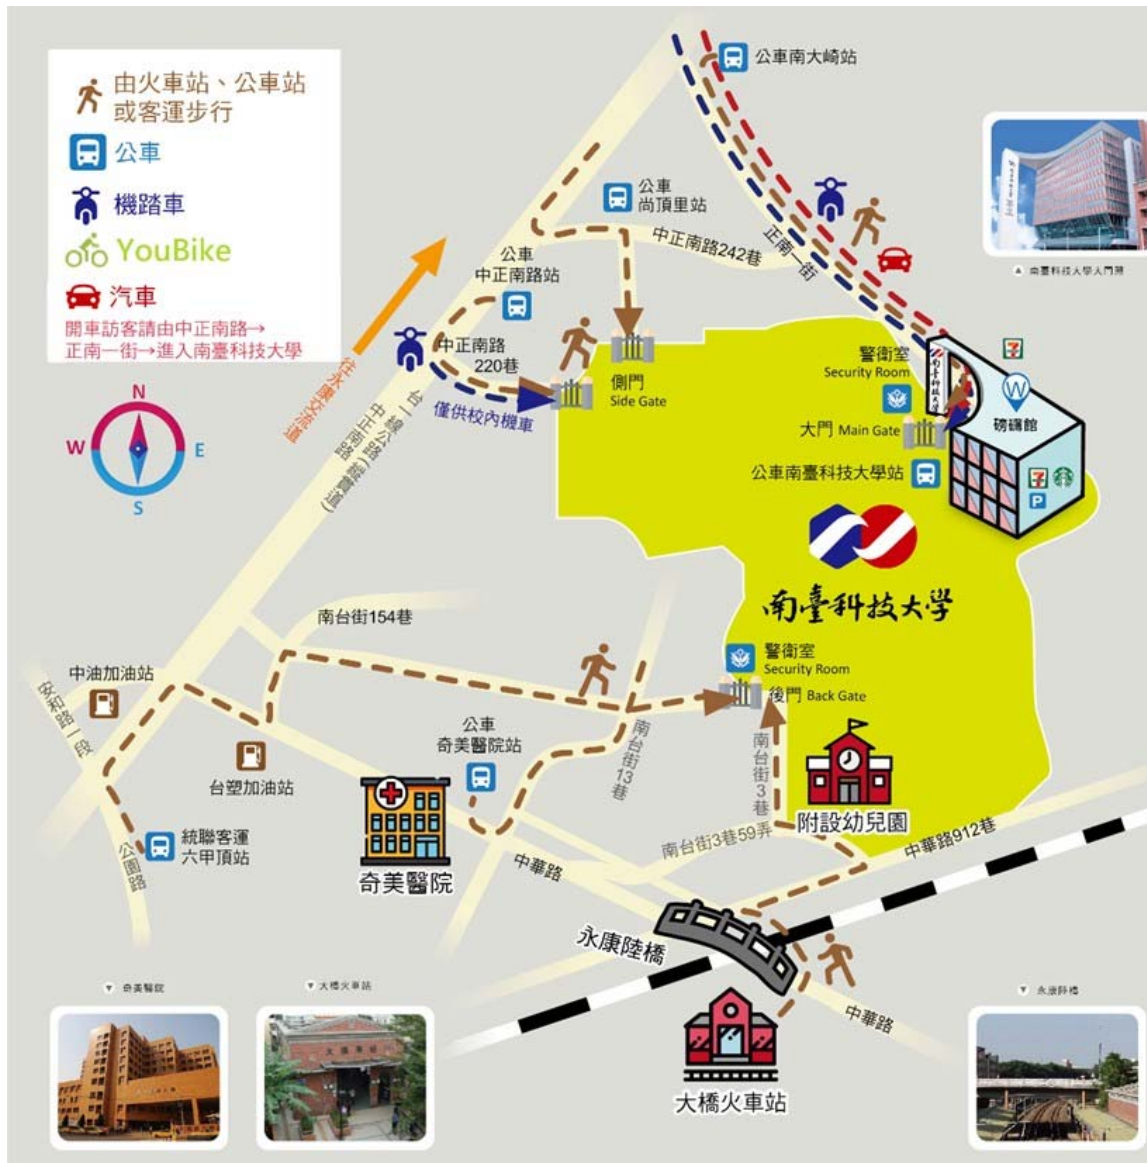 由火車站、公車站
或客運步行
公車
機踏車
YouBike
汽車
開車訪客請由中正南路→
正南一街→進入南臺科技大學
N
W
E
S
往永康交流道
公車南大崎站
公車
尚頂里站
中正南路242巷
正南一街
公車
中正南路站
中正南路
220巷
僅供校內機車
台一線公路(縱貫道)
中正南路
側門
Side Gate
南臺科技大學大門照
警衛室
Security Room
南臺科技大學
7
W
磅礡館
大門 Main Gate
公車南臺科技大學站
7
P
南臺科技大學
南台街154巷
中油加油站
安和路一段
台塑加油站
統聯客運
六甲頂站
公園路
公車
奇美醫院站
南台街13巷
警衛室
Security Room
後門 Back Gate
南台街3巷
附設幼兒園
南台街3巷59弄
中華路912巷
奇美醫院
中華路
永康陸橋
中華路
大橋火車站
奇美醫院
大橋火車站
永康陸橋